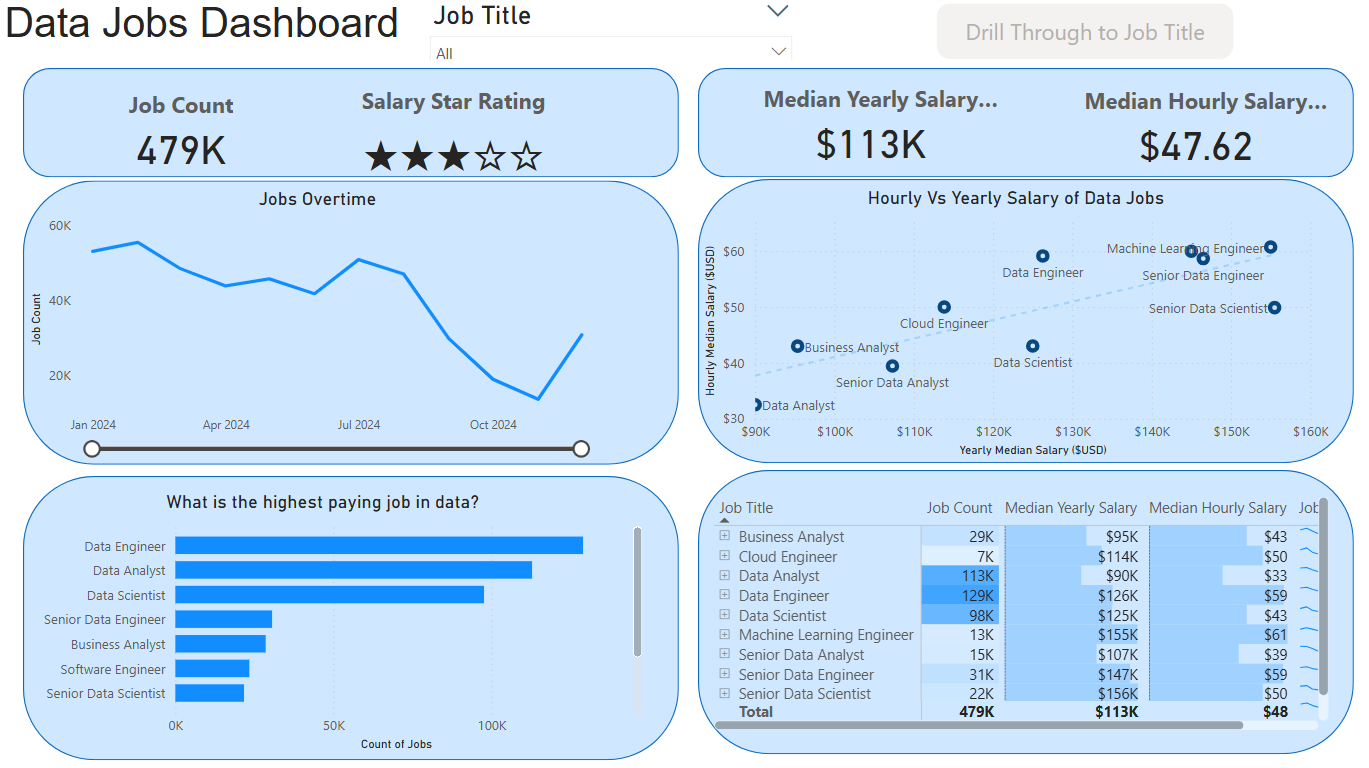 Data Jobs Dashboard
Job Title
All
Drill Through to Job Title
Job Count
479K
Salary Star Rating
★★★☆☆
Median Yearly Salary...
$113K
Median Hourly Salary...
$47.62
Jobs Overtime
Job Count
60K
40K
20K
Jan 2024 Apr 2024 Jul 2024 Oct 2024
Hourly Vs Yearly Salary of Data Jobs
Hourly Median Salary ($USD)
$60
$50
$40
$30
Machine Learning Engineer
Data Engineer
Senior Data Engineer
Senior Data Scientist
Cloud Engineer
Business Analyst
Data Scientist
Senior Data Analyst
Data Analyst
$90K $100K $110K $120K $130K $140K $150K $160K
Yearly Median Salary ($USD)
What is the highest paying job in data?
Data Engineer
Data Analyst
Data Scientist
Senior Data Engineer
Business Analyst
Software Engineer
Senior Data Scientist
0K 50K 100K
Count of Jobs
Job Title Job Count Median Yearly Salary Median Hourly Salary Job
Business Analyst 29K $95K $43
Cloud Engineer 7K $114K $50
Data Analyst 113K $90K $33
Data Engineer 129K $126K $59
Data Scientist 98K $125K $43
Machine Learning Engineer 13K $155K $61
Senior Data Analyst 15K $107K $39
Senior Data Engineer 31K $147K $59
Senior Data Scientist 22K $156K $50
Total 479K $113K $48